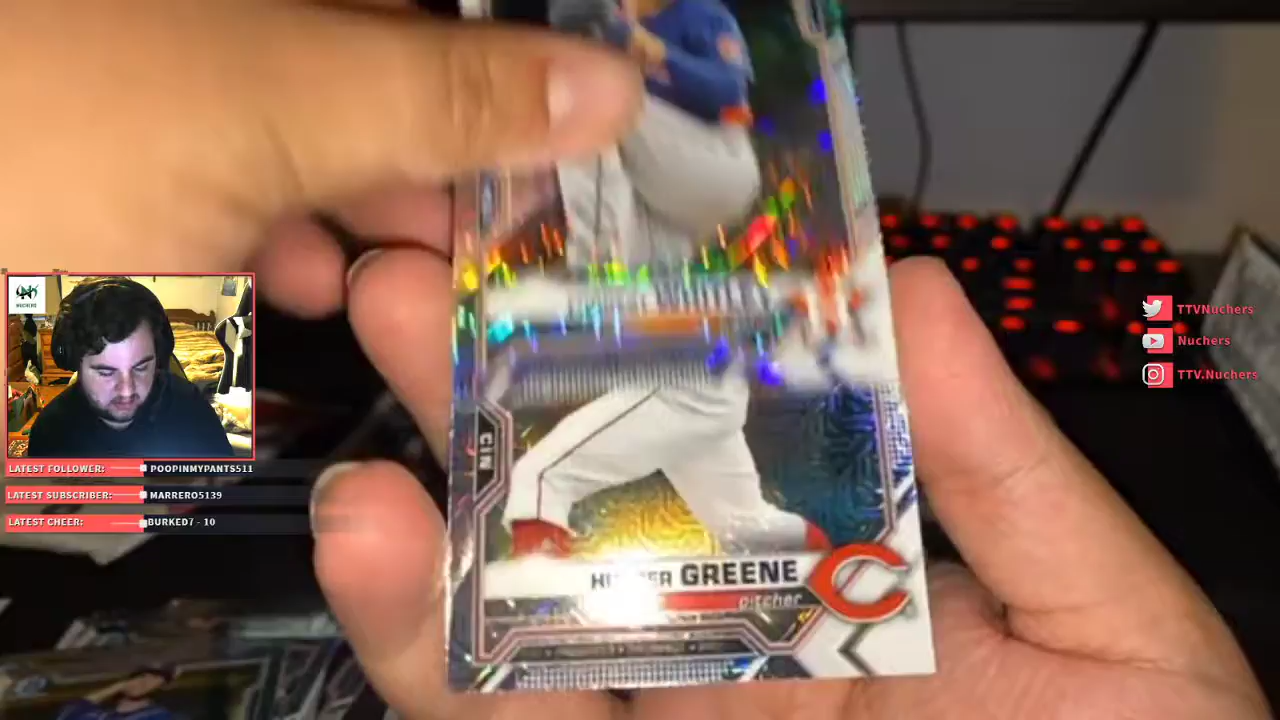 CIN
GREENE
pitcher
TTVNuchers
Nuchers
TTV.Nuchers
LATEST FOLLOWER: POOPINMYPANTS511
LATEST SUBSCRIBER: MARRERO5139
LATEST CHEER: BURKED7 - 10